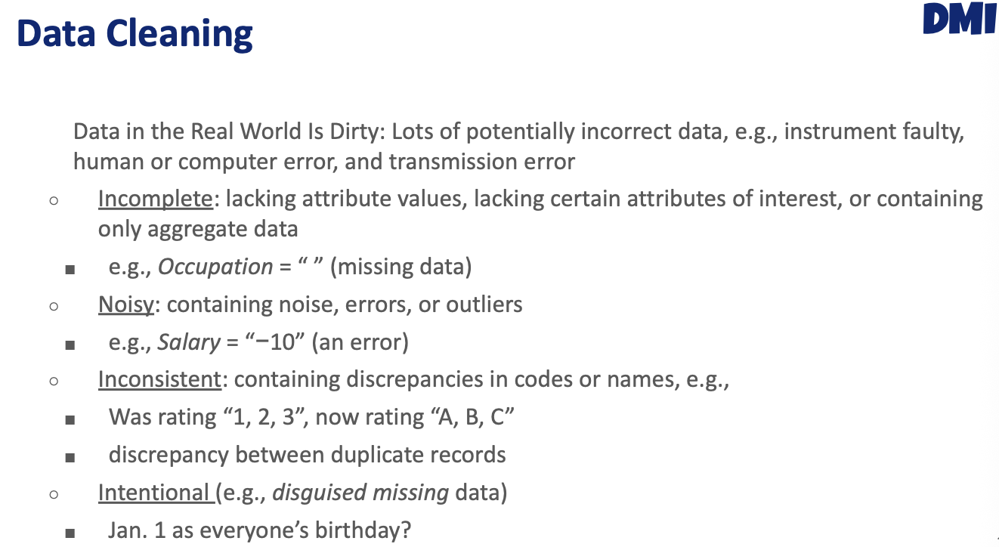 Data Cleaning
DMI
Data in the Real World Is Dirty: Lots of potentially incorrect data, e.g., instrument faulty,
human or computer error, and transmission error
○ Incomplete: lacking attribute values, lacking certain attributes of interest, or containing
only aggregate data
■ e.g., Occupation = “ ” (missing data)
○ Noisy: containing noise, errors, or outliers
■ e.g., Salary = “−10” (an error)
○ Inconsistent: containing discrepancies in codes or names, e.g.,
■ Was rating “1, 2, 3”, now rating “A, B, C”
■ discrepancy between duplicate records
○ Intentional (e.g., disguised missing data)
■ Jan. 1 as everyone’s birthday?